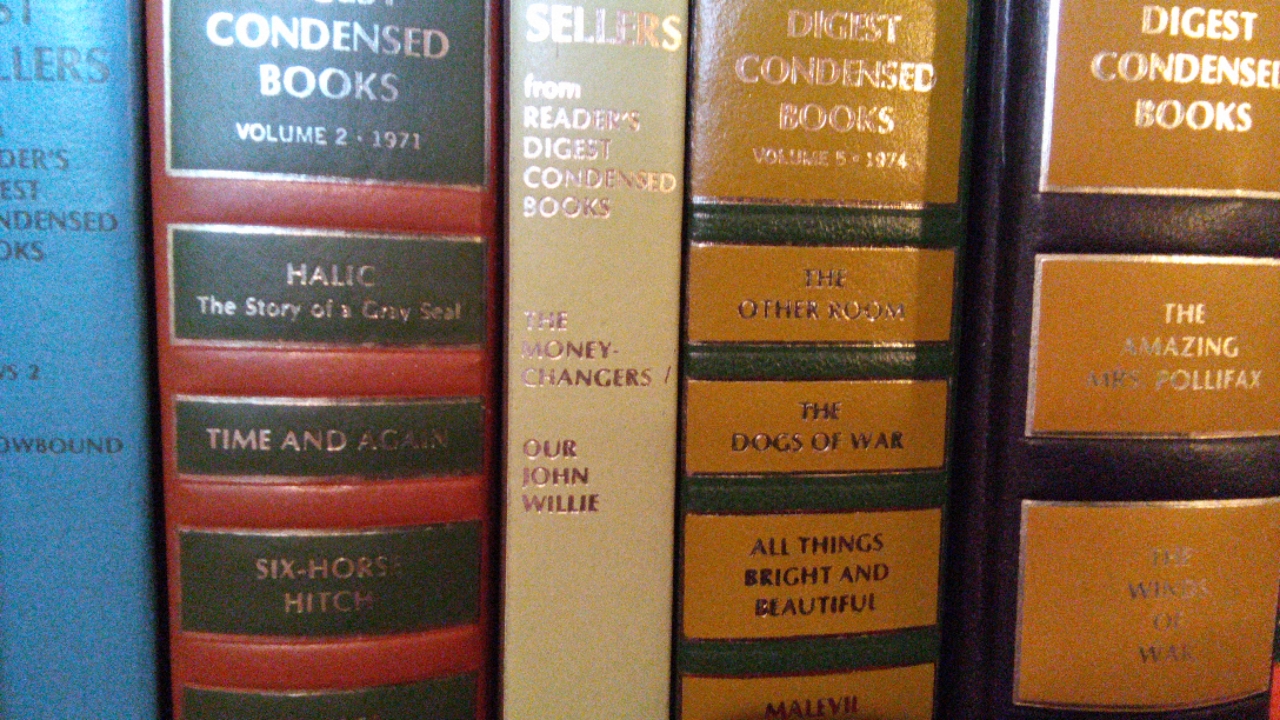 LLERS
DER'S
EST
NDENSED
OKS
WS 2
OWBOUND
CONDENSED
BOOKS
VOLUME 2 · 1971
HALIC
The Story of a Gray Seal
TIME AND AGAIN
SIX-HORSE
HITCH
SELLERS
from
READER'S
DIGEST
CONDENSED
BOOKS
THE
MONEY-
CHANGERS /
OUR
JOHN
WILLIE
DIGEST
CONDENSED
BOOKS
VOLUME 5 · 1974
THE
OTHER ROOM
THE
DOGS OF WAR
ALL THINGS
BRIGHT AND
BEAUTIFUL
MALEVIL
DIGEST
CONDENSE
BOOKS
THE
AMAZING
MRS. POLLIFAX
THE
WINDS
OF
WAR